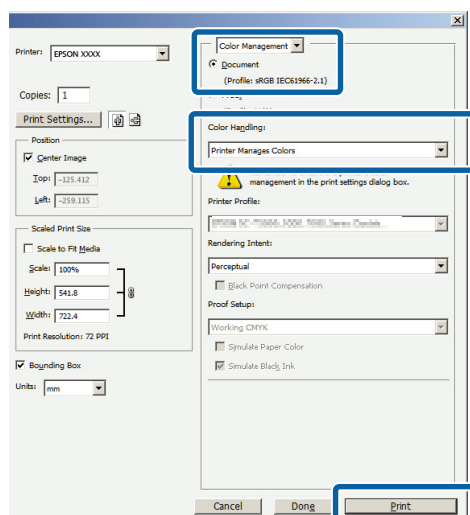 Printer: EPSON XXXX
Copies: 1
Print Settings...
Position
Center Image
Top: -125.412
Left: -259.115
Scaled Print Size
Scale to Fit Media
Scale: 100%
Height: 541.8
Width: 722.4
Print Resolution: 72 PPI
Bounding Box
Units: mm
Color Management
Document
(Profile: sRGB IEC61966-2.1)
Color Handling:
Printer Manages Colors
management in the print settings dialog box.
Printer Profile:
Rendering Intent:
Perceptual
Black Point Compensation
Proof Setup:
Working CMYK
Simulate Paper Color
Simulate Black Ink
Cancel
Done
Print